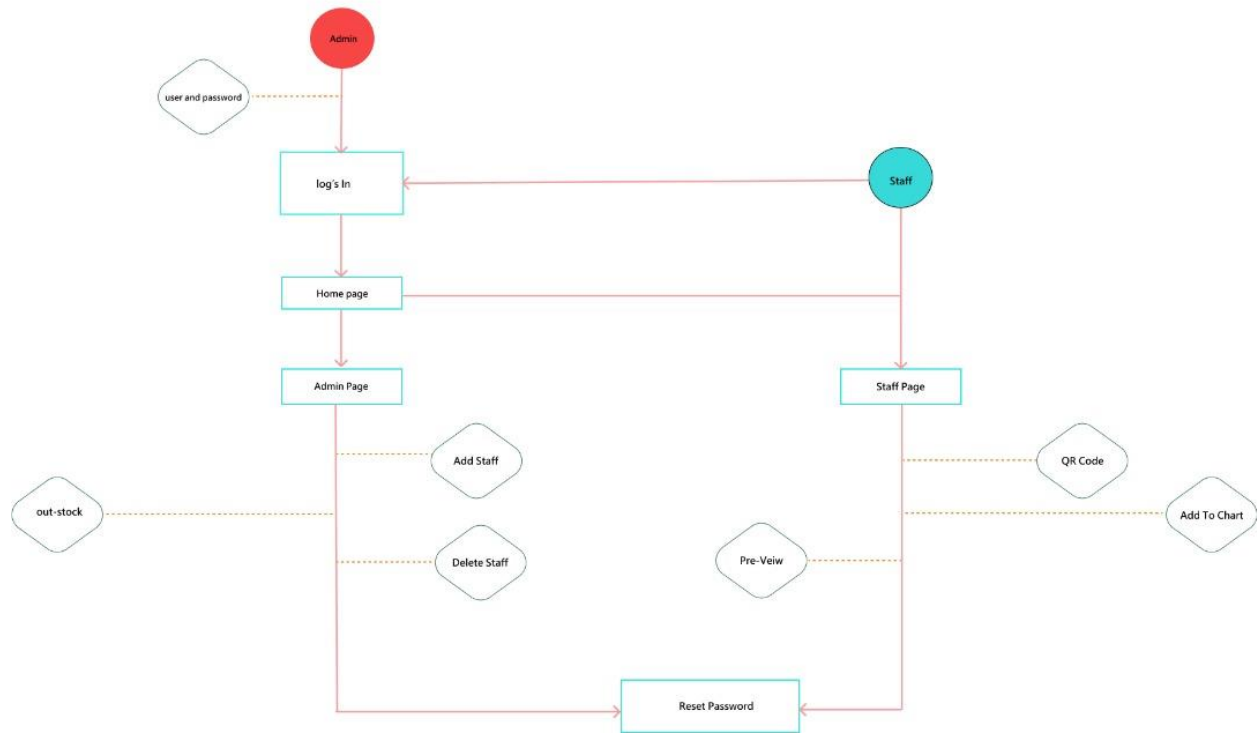 Admin
user and password
log's In
Staff
Home page
Admin Page
Staff Page
Add Staff
QR Code
out-stock
Add To Chart
Delete Staff
Pre-Veiw
Reset Password